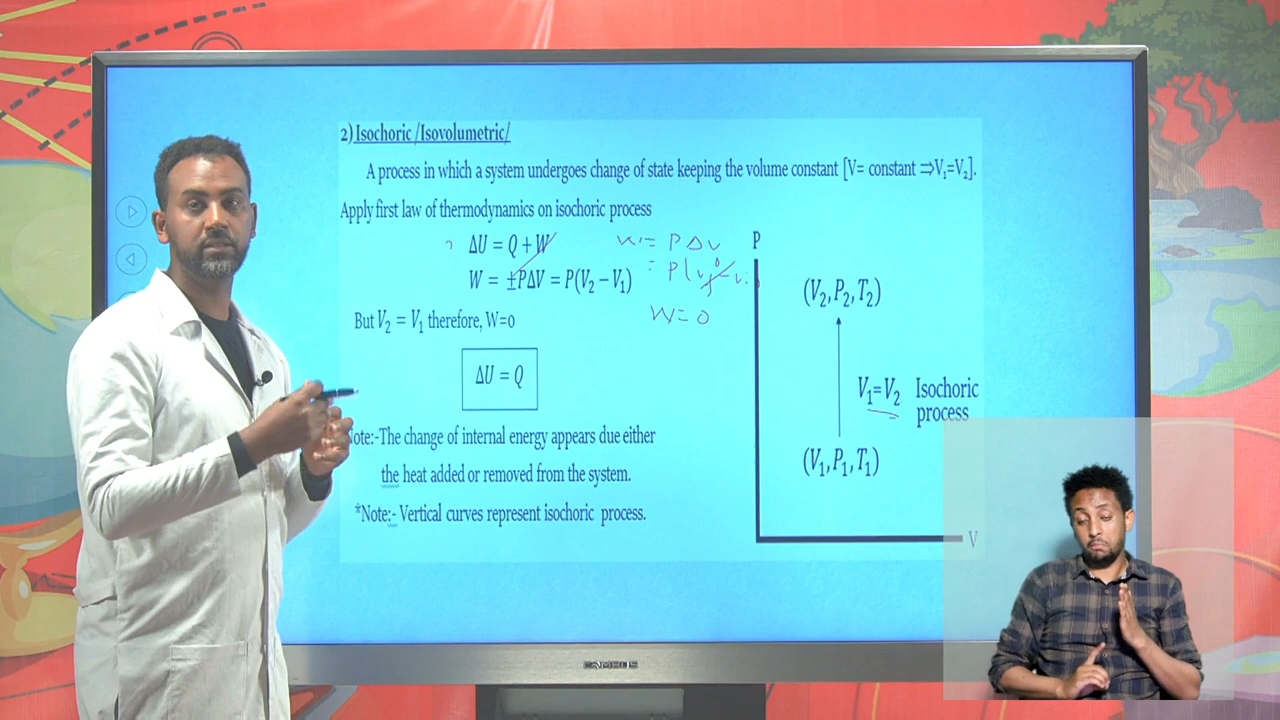 2) Isochoric /Isovolumetric/
A process in which a system undergoes change of state keeping the volume constant [V= constant ⇒V₁=V₂].
Apply first law of thermodynamics on isochoric process
ΔU = Q + W
W = ±PΔV = P(V₂ − V₁)
But V₂ = V₁ therefore, W=0
ΔU = Q
Note:-The change of internal energy appears due either
the heat added or removed from the system.
*Note:- Vertical curves represent isochoric process.
W = PΔV
W = 0
P
(V₂,P₂,T₂)
V₁=V₂ Isochoric
process
(V₁,P₁,T₁)
V